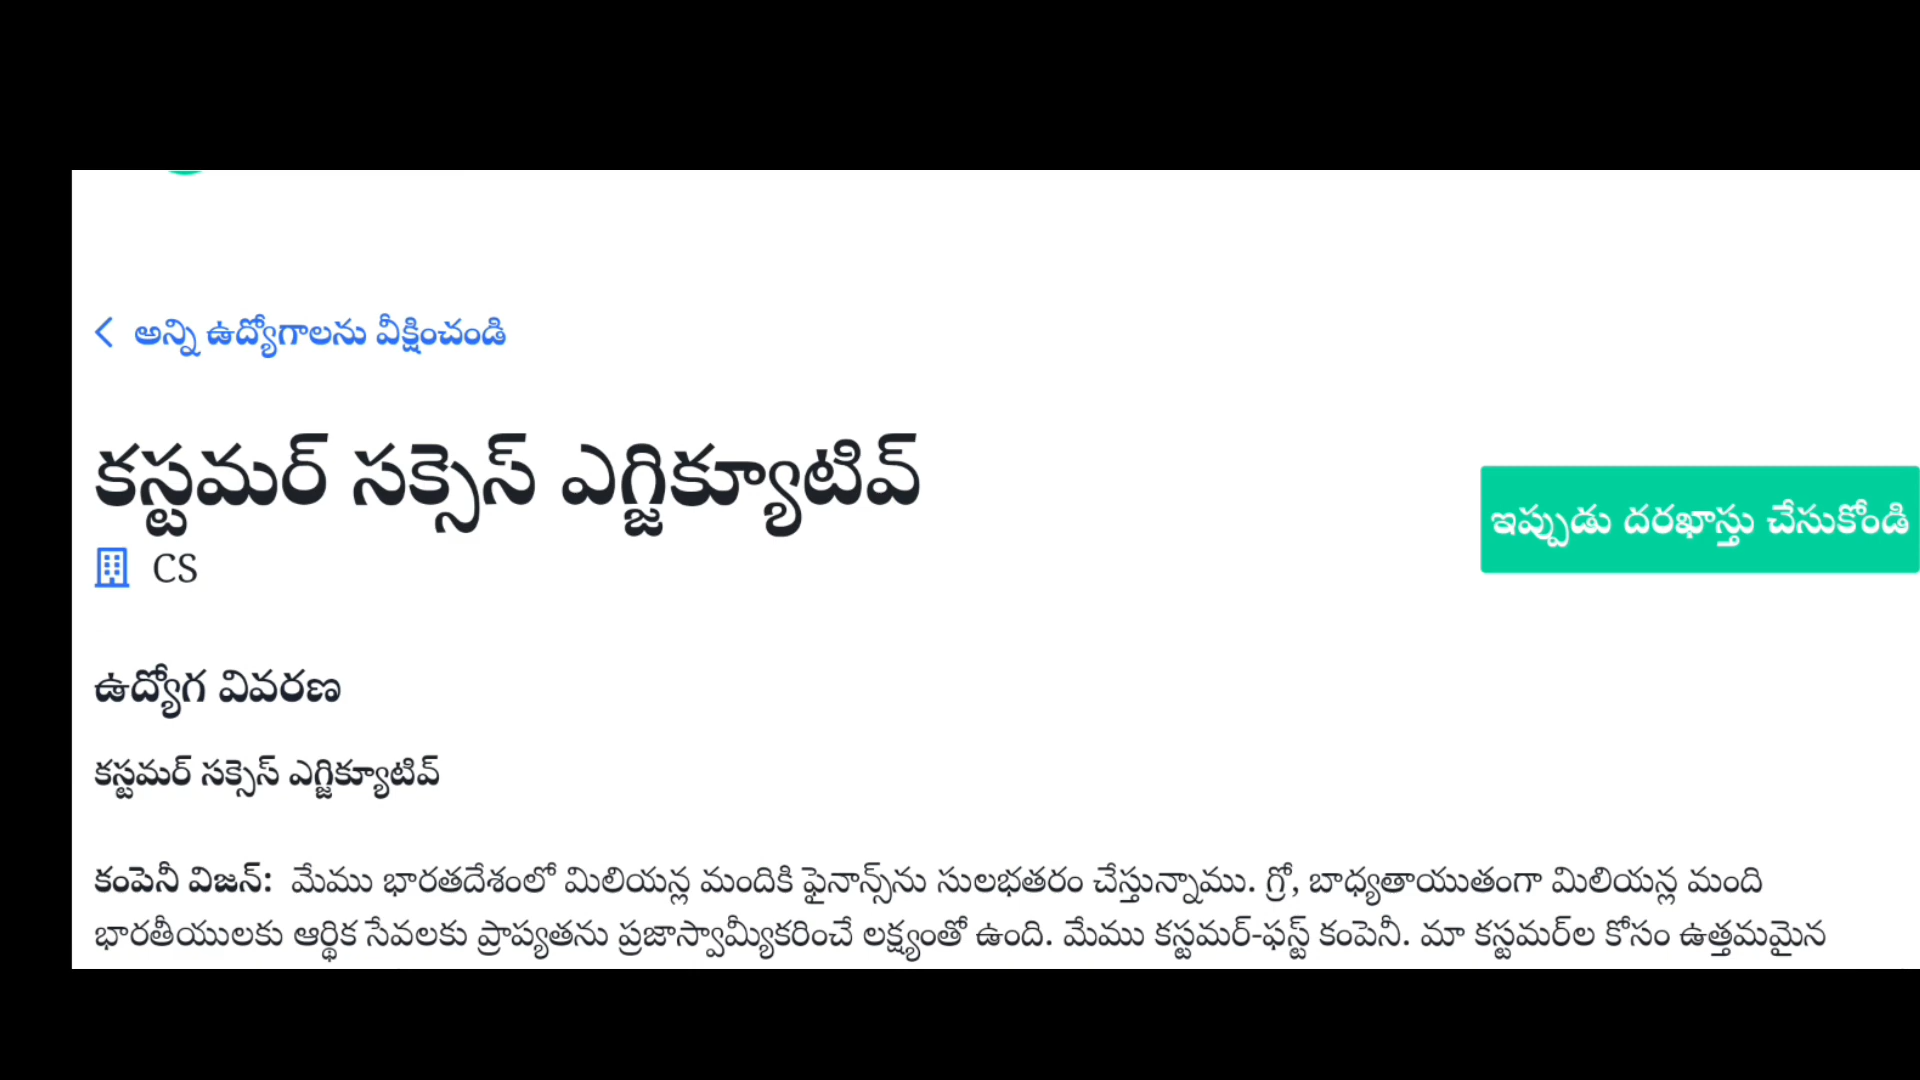 అన్ని ఉద్యోగాలను వీక్షించండి
కస్టమర్ సక్సెస్ ఎగ్జిక్యూటివ్
ఇప్పుడు దరఖాస్తు చేసుకోండి
CS
ఉద్యోగ వివరణ
కస్టమర్ సక్సెస్ ఎగ్జిక్యూటివ్
కంపెనీ విజన్: మేము భారతదేశంలో మిలియన్ల మందికి ఫైనాన్స్‌ను సులభతరం చేస్తున్నాము. గ్రో, బాధ్యతాయుతంగా మిలియన్ల మంది
భారతీయులకు ఆర్థిక సేవలకు ప్రాప్యతను ప్రజాస్వామ్యీకరించే లక్ష్యంతో ఉంది. మేము కస్టమర్-ఫస్ట్ కంపెనీ. మా కస్టమర్‌ల కోసం ఉత్తమమైన